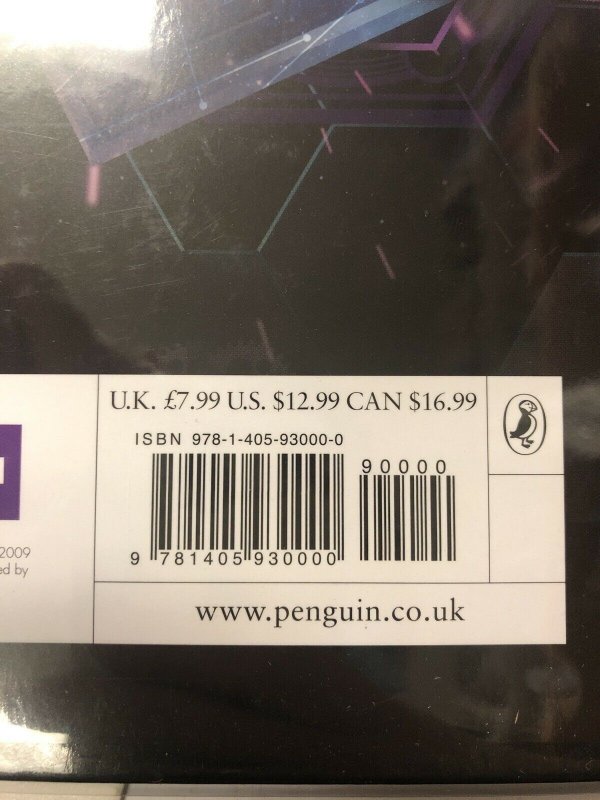 U.K. £7.99 U.S. $12.99 CAN $16.99
ISBN 978-1-405-93000-0
90000
9 781405 930000
2009
ed by
www.penguin.co.uk